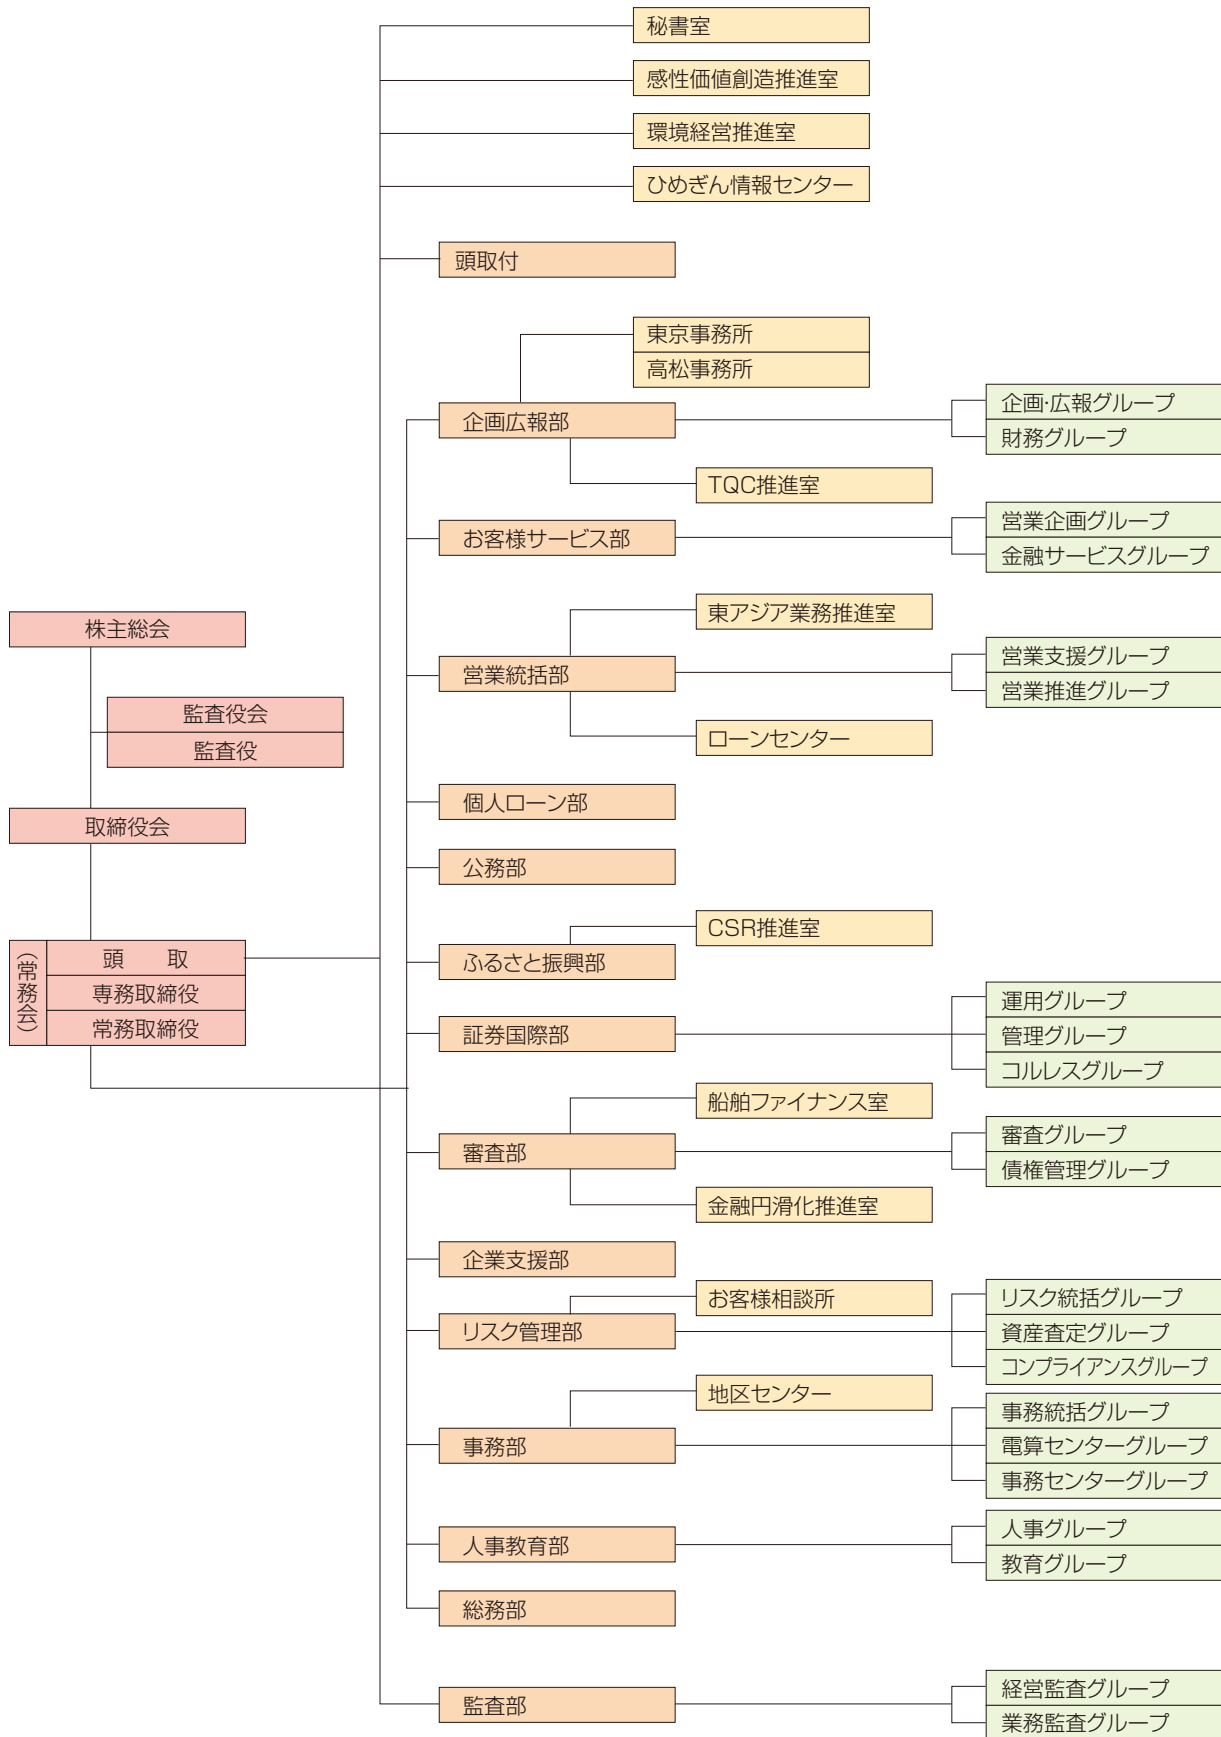 秘書室
感性価値創造推進室
環境経営推進室
ひめぎん情報センター
頭取付
東京事務所
高松事務所
企画広報部
企画・広報グループ
財務グループ
TQC推進室
お客様サービス部
営業企画グループ
金融サービスグループ
東アジア業務推進室
営業統括部
営業支援グループ
営業推進グループ
ローンセンター
株主総会
監査役会
監査役
取締役会
(常務会)
頭　取
専務取締役
常務取締役
個人ローン部
公務部
CSR推進室
ふるさと振興部
証券国際部
運用グループ
管理グループ
コルレスグループ
船舶ファイナンス室
審査部
審査グループ
債権管理グループ
金融円滑化推進室
企業支援部
お客様相談所
リスク管理部
リスク統括グループ
資産査定グループ
コンプライアンスグループ
地区センター
事務部
事務統括グループ
電算センターグループ
事務センターグループ
人事教育部
人事グループ
教育グループ
総務部
監査部
経営監査グループ
業務監査グループ